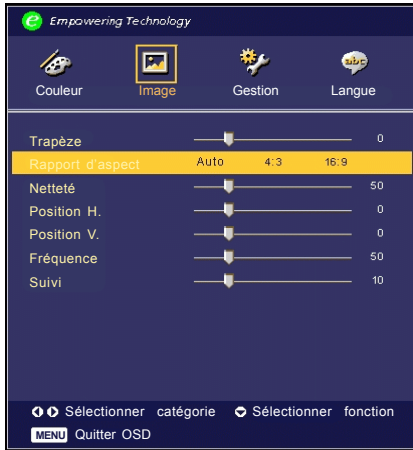 e Empowering Technology
Couleur Image Gestion abc Langue
Trapèze 0
Rapport d'aspect Auto 4:3 16:9
Netteté 50
Position H. 0
Position V. 0
Fréquence 50
Suivi 10
Sélectionner catégorie Sélectionner fonction
MENU Quitter OSD